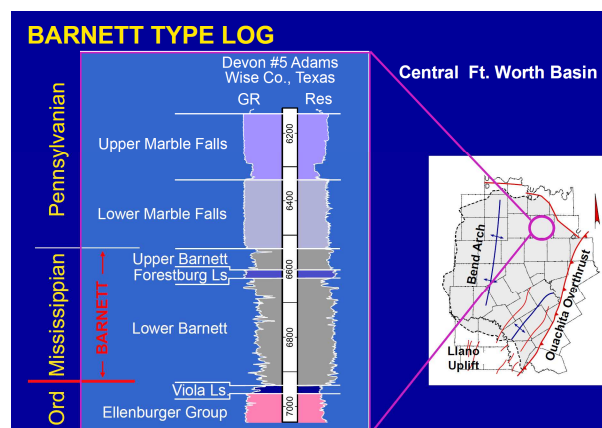 BARNETT TYPE LOG
Devon #5 Adams
Wise Co., Texas
GR
Res
Central Ft. Worth Basin
Pennsylvanian
Mississippian
Ord
BARNETT
Upper Marble Falls
Lower Marble Falls
Upper Barnett
Forestburg Ls.
Lower Barnett
Viola Ls.
Ellenburger Group
6200
6400
6600
6800
7000
Bend Arch
Ouachita Overthrust
Llano
Uplift